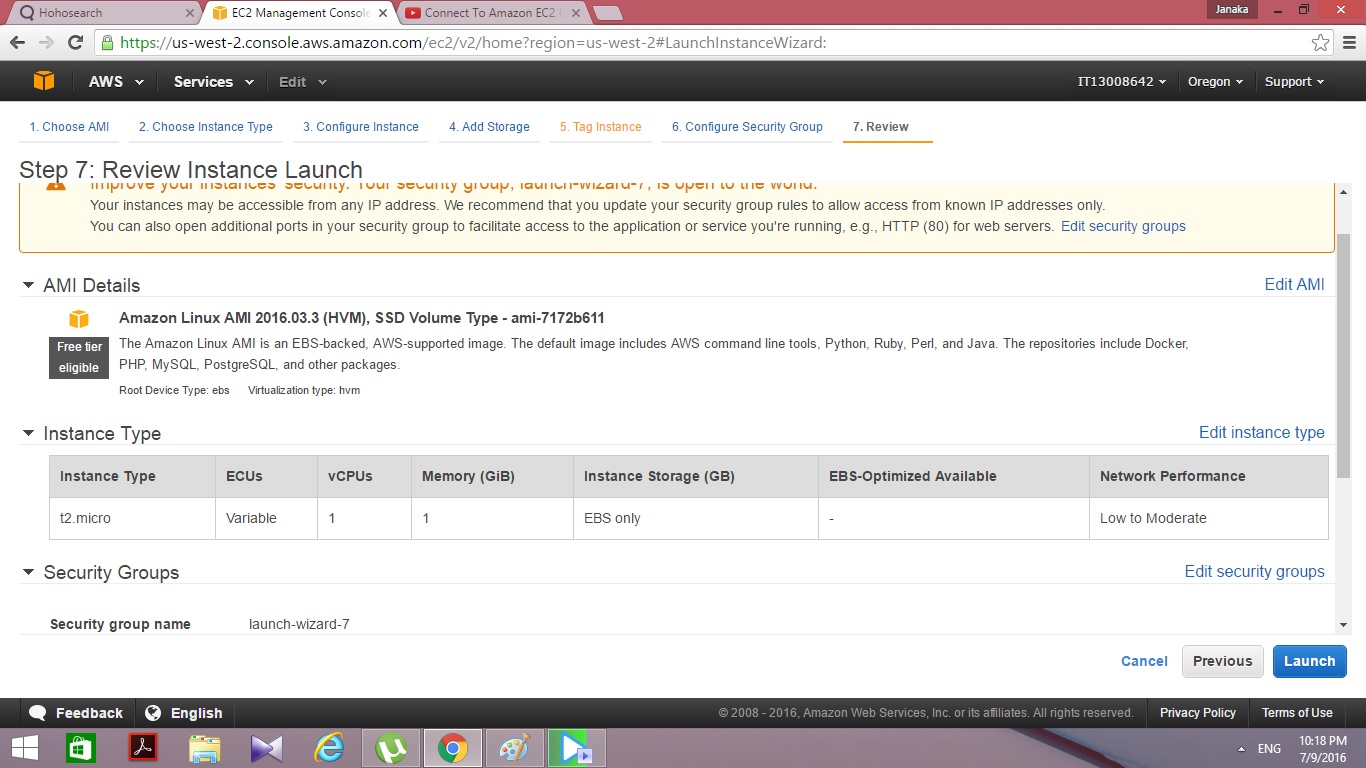 Hohosearch
EC2 Management Console
Connect To Amazon EC2
Janaka
https://us-west-2.console.aws.amazon.com/ec2/v2/home?region=us-west-2#LaunchInstanceWizard:
AWS Services Edit IT13008642 Oregon Support
1. Choose AMI 2. Choose Instance Type 3. Configure Instance 4. Add Storage 5. Tag Instance 6. Configure Security Group 7. Review
Step 7: Review Instance Launch
Improve your instances' security. Your security group, launch-wizard-7, is open to the world.
Your instances may be accessible from any IP address. We recommend that you update your security group rules to allow access from known IP addresses only.
You can also open additional ports in your security group to facilitate access to the application or service you're running, e.g., HTTP (80) for web servers. Edit security groups
AMI Details Edit AMI
Amazon Linux AMI 2016.03.3 (HVM), SSD Volume Type - ami-7172b611
Free tier
eligible
The Amazon Linux AMI is an EBS-backed, AWS-supported image. The default image includes AWS command line tools, Python, Ruby, Perl, and Java. The repositories include Docker,
PHP, MySQL, PostgreSQL, and other packages.
Root Device Type: ebs Virtualization type: hvm
Instance Type Edit instance type
Instance Type ECUs vCPUs Memory (GiB) Instance Storage (GB) EBS-Optimized Available Network Performance
t2.micro Variable 1 1 EBS only - Low to Moderate
Security Groups Edit security groups
Security group name launch-wizard-7
Cancel Previous Launch
Feedback English © 2008 - 2016, Amazon Web Services, Inc. or its affiliates. All rights reserved. Privacy Policy Terms of Use
ENG
10:18 PM
7/9/2016